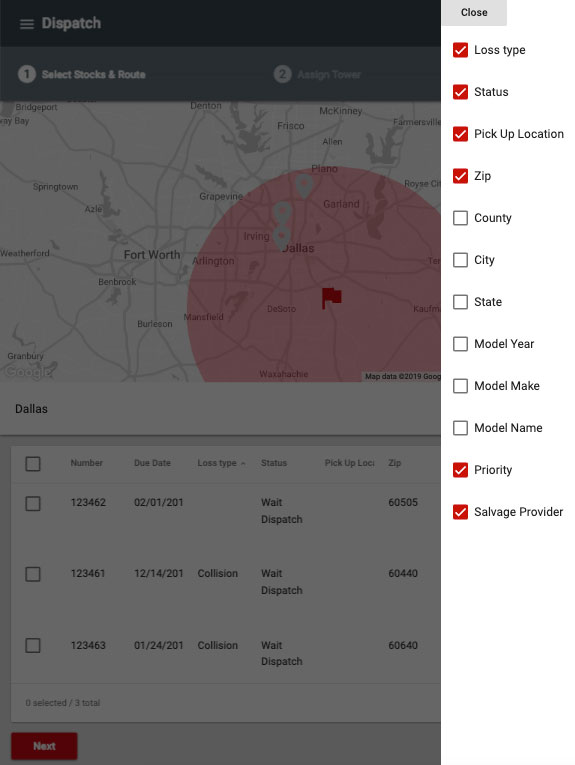 Dispatch
1 Select Stocks & Route
2 Assign Tower
Denton
McKinney
Bridgeport
Frisco
Farmersville
Allen
Plano
Springtown
Grapevine
Royse Cit
Azle
Garland
Irving
Dallas
Weatherford
Fort Worth
Arlington
Benbrook
DeSoto
Mansfield
Kaufm
Burleson
Granbury
Google
Waxahachie
Map data ©2019 Goog
Dallas
Number Due Date Loss type Status Pick Up Loca Zip
123462 02/01/201 Wait Dispatch 60505
123461 12/14/201 Collision Wait Dispatch 60440
123463 01/24/201 Collision Wait Dispatch 60640
0 selected / 3 total
Next
Close
Loss type
Status
Pick Up Location
Zip
County
City
State
Model Year
Model Make
Model Name
Priority
Salvage Provider